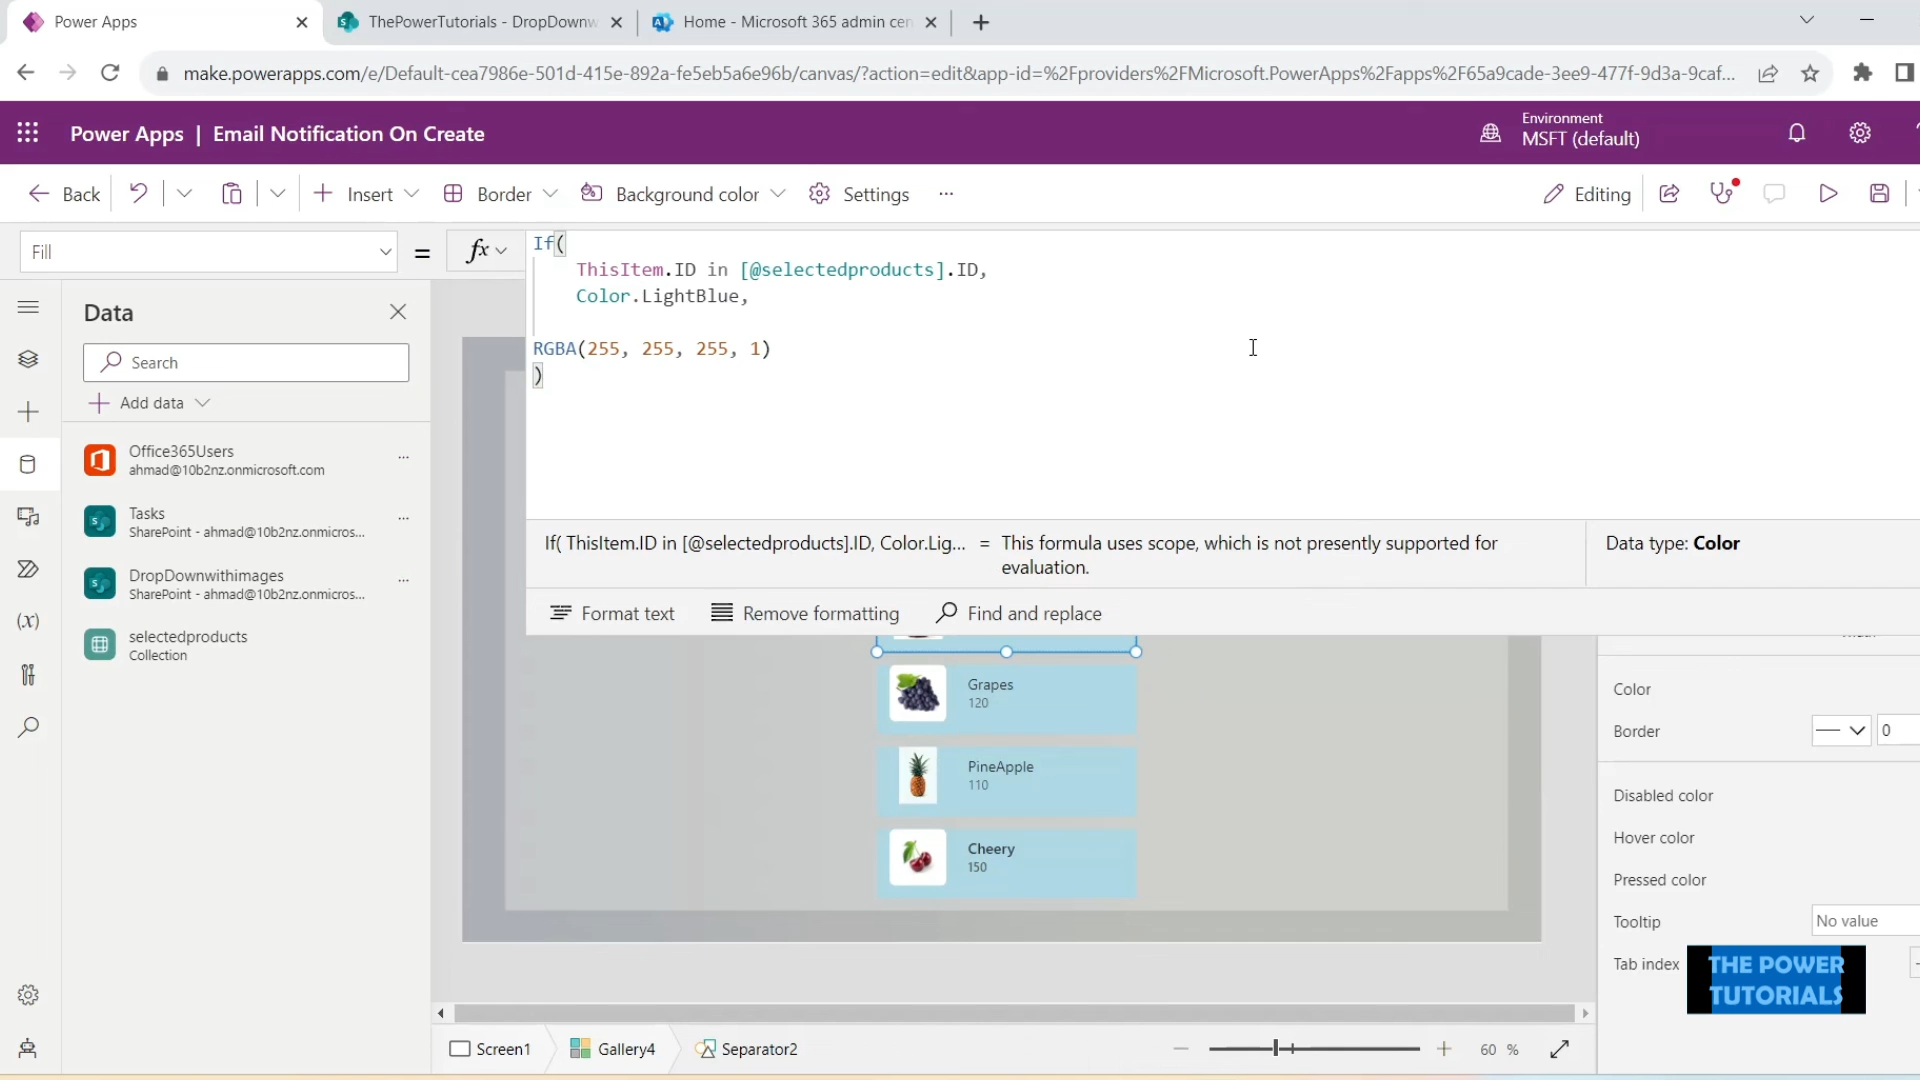 Power Apps
ThePowerTutorials - DropDownw
Home - Microsoft 365 admin cen
make.powerapps.com/e/Default-cea7986e-501d-415e-892a-fe5eb5a6e96b/canvas/?action=edit&app-id=%2Fproviders%2FMicrosoft.PowerApps%2Fapps%2F65a9cade-3ee9-477f-9d3a-9caf...
Power Apps | Email Notification On Create
Environment
MSFT (default)
Back
Insert
Border
Background color
Settings
...
Editing
Fill
=
fx
If(
ThisItem.ID in [@selectedproducts].ID,
Color.LightBlue,
RGBA(255, 255, 255, 1)
)
Data
Search
Add data
Office365Users
ahmad@10b2nz.onmicrosoft.com
...
Tasks
SharePoint - ahmad@10b2nz.onmicros...
...
DropDownwithimages
SharePoint - ahmad@10b2nz.onmicros...
...
selectedproducts
Collection
(x)
If( ThisItem.ID in [@selectedproducts].ID, Color.Lig... = This formula uses scope, which is not presently supported for
evaluation.
Data type: Color
Format text
Remove formatting
Find and replace
Grapes
120
PineApple
110
Cheery
150
Color
Border
0
Disabled color
Hover color
Pressed color
Tooltip
No value
Tab index
THE POWER
TUTORIALS
Screen1
Gallery4
Separator2
60 %